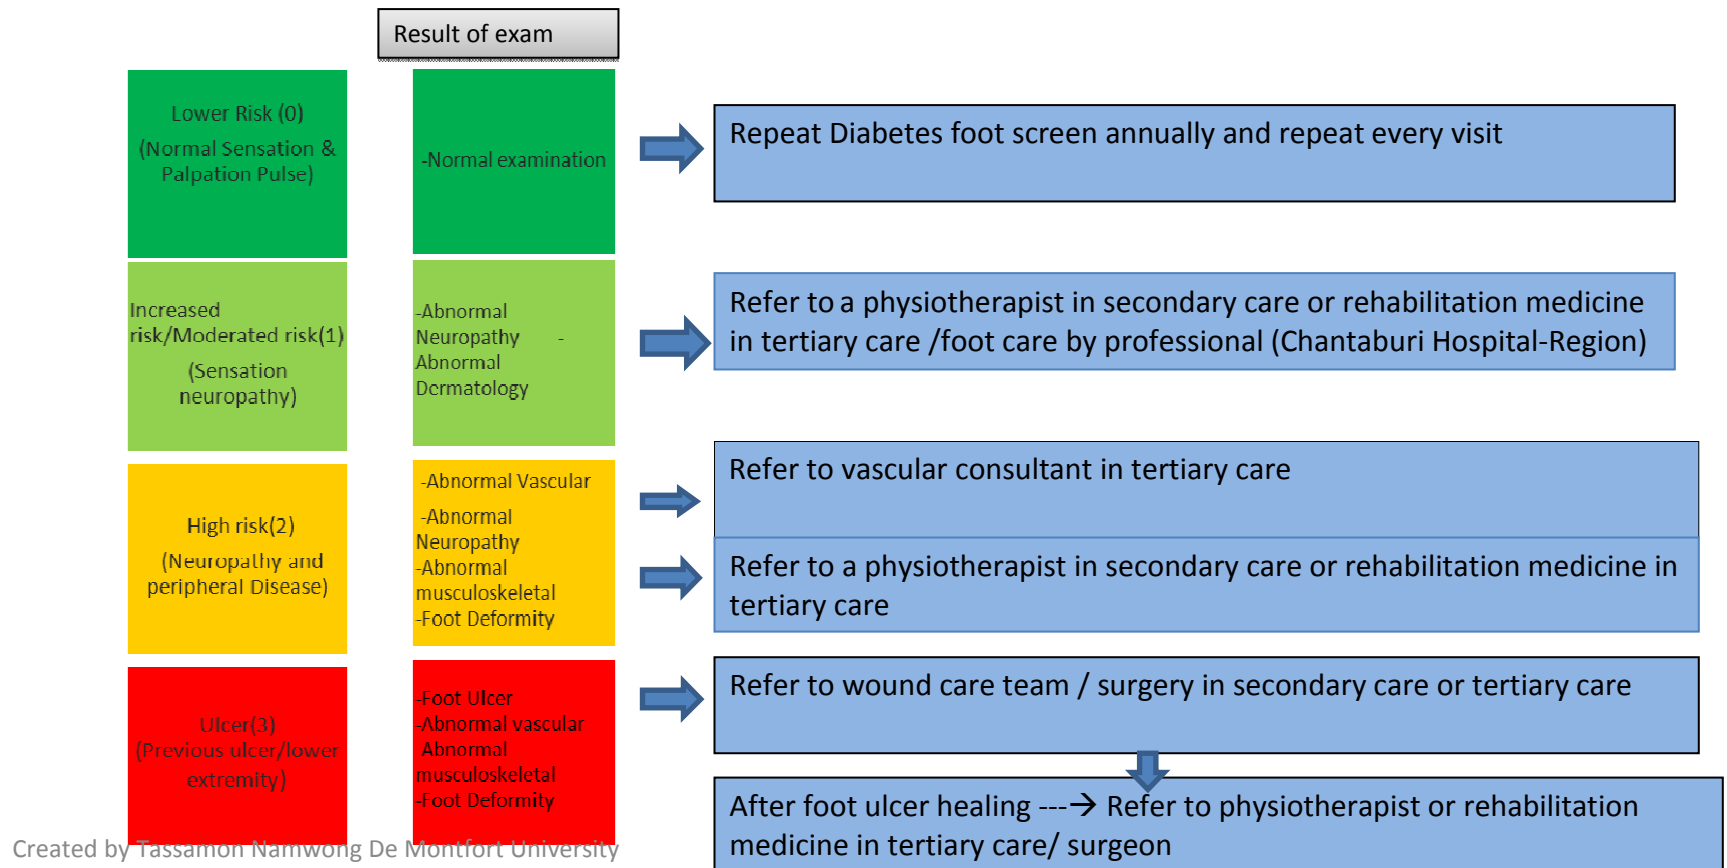 Result of exam
Lower Risk (0)
(Normal Sensation &
Palpation Pulse)
-Normal examination
Repeat Diabetes foot screen annually and repeat every visit
Increased
risk/Moderated risk(1)
(Sensation
neuropathy)
-Abnormal
Neuropathy -
Abnormal
Dermatology
Refer to a physiotherapist in secondary care or rehabilitation medicine
in tertiary care /foot care by professional (Chantaburi Hospital-Region)
High risk(2)
(Neuropathy and
peripheral Disease)
-Abnormal Vascular
-Abnormal
Neuropathy
-Abnormal
musculoskeletal
-Foot Deformity
Refer to vascular consultant in tertiary care
Refer to a physiotherapist in secondary care or rehabilitation medicine in
tertiary care
Ulcer(3)
(Previous ulcer/lower
extremity)
-Foot Ulcer
-Abnormal vascular
Abnormal
musculoskeletal
-Foot Deformity
Refer to wound care team / surgery in secondary care or tertiary care
After foot ulcer healing ---→ Refer to physiotherapist or rehabilitation
medicine in tertiary care/ surgeon
Created by Tassamon Namwong De Montfort University